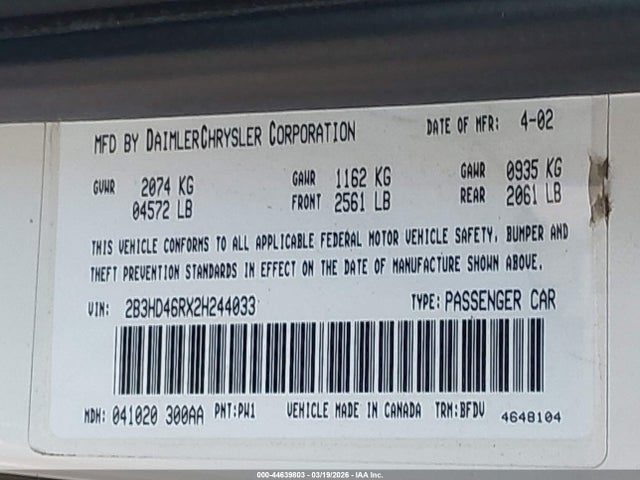 MFD BY DAIMLERCHRYSLER CORPORATION DATE OF MFR: 4-02
GVWR 2074 KG GAWR 1162 KG GAWR 0935 KG
04572 LB FRONT 2561 LB REAR 2061 LB
THIS VEHICLE CONFORMS TO ALL APPLICABLE FEDERAL MOTOR VEHICLE SAFETY, BUMPER AND
THEFT PREVENTION STANDARDS IN EFFECT ON THE DATE OF MANUFACTURE SHOWN ABOVE.
VIN: 2B3HD46RX2H244033 TYPE: PASSENGER CAR
MDH: 041020 300AA PNT:PW1 VEHICLE MADE IN CANADA TRM:BFDV 4648104
000-44639803 - 03/19/2026 - IAA Inc.